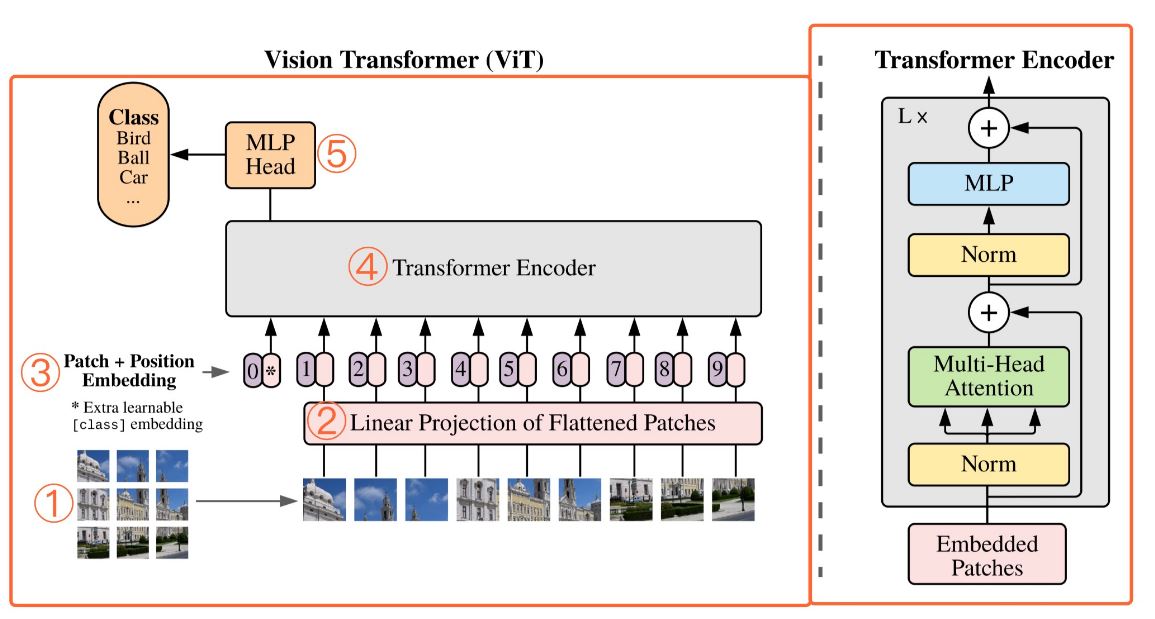 Vision Transformer (ViT)
Class
Bird
Ball
Car
...
MLP
Head
⑤
④ Transformer Encoder
③ Patch + Position
Embedding
* Extra learnable
[class] embedding
0 * 1 2 3 4 5 6 7 8 9
② Linear Projection of Flattened Patches
①
Transformer Encoder
L ×
+
MLP
Norm
+
Multi-Head
Attention
Norm
Embedded
Patches